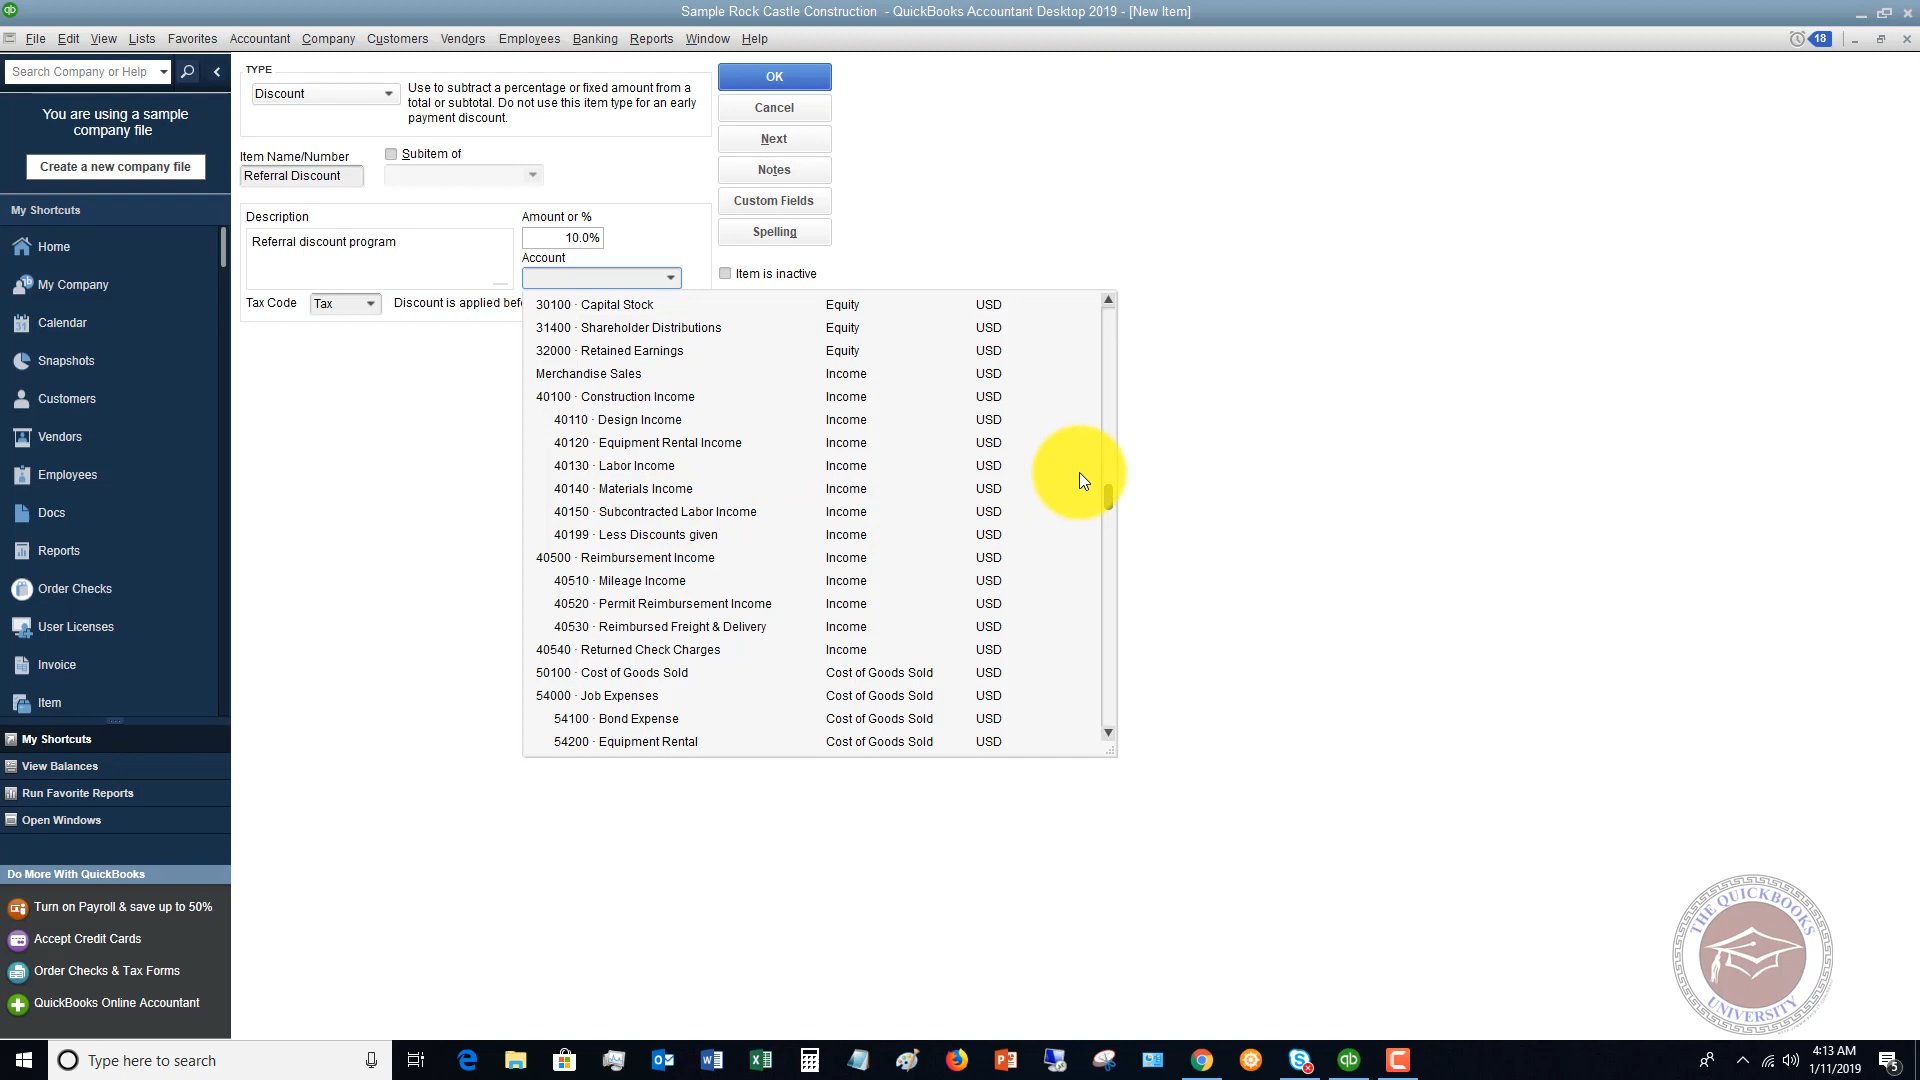 Sample Rock Castle Construction - QuickBooks Accountant Desktop 2019 - [New Item]
File Edit View Lists Favorites Accountant Company Customers Vendors Employees Banking Reports Window Help
18
Search Company or Help
You are using a sample
company file
Create a new company file
My Shortcuts
Home
My Company
Calendar
Snapshots
Customers
Vendors
Employees
Docs
Reports
Order Checks
User Licenses
Invoice
Item
My Shortcuts
View Balances
Run Favorite Reports
Open Windows
Do More With QuickBooks
Turn on Payroll & save up to 50%
Accept Credit Cards
Order Checks & Tax Forms
QuickBooks Online Accountant
TYPE
Discount
Use to subtract a percentage or fixed amount from a
total or subtotal. Do not use this item type for an early
payment discount.
Item Name/Number
Subitem of
Referral Discount
Description
Referral discount program
Amount or %
10.0%
Account
Tax Code
Tax
Discount is applied bef
OK
Cancel
Next
Notes
Custom Fields
Spelling
Item is inactive
30100 · Capital Stock Equity USD
31400 · Shareholder Distributions Equity USD
32000 · Retained Earnings Equity USD
Merchandise Sales Income USD
40100 · Construction Income Income USD
40110 · Design Income Income USD
40120 · Equipment Rental Income Income USD
40130 · Labor Income Income USD
40140 · Materials Income Income USD
40150 · Subcontracted Labor Income Income USD
40199 · Less Discounts given Income USD
40500 · Reimbursement Income Income USD
40510 · Mileage Income Income USD
40520 · Permit Reimbursement Income Income USD
40530 · Reimbursed Freight & Delivery Income USD
40540 · Returned Check Charges Income USD
50100 · Cost of Goods Sold Cost of Goods Sold USD
54000 · Job Expenses Cost of Goods Sold USD
54100 · Bond Expense Cost of Goods Sold USD
54200 · Equipment Rental Cost of Goods Sold USD
THE QUICKBOOKS
UNIVERSITY
Type here to search
4:13 AM
1/11/2019
5